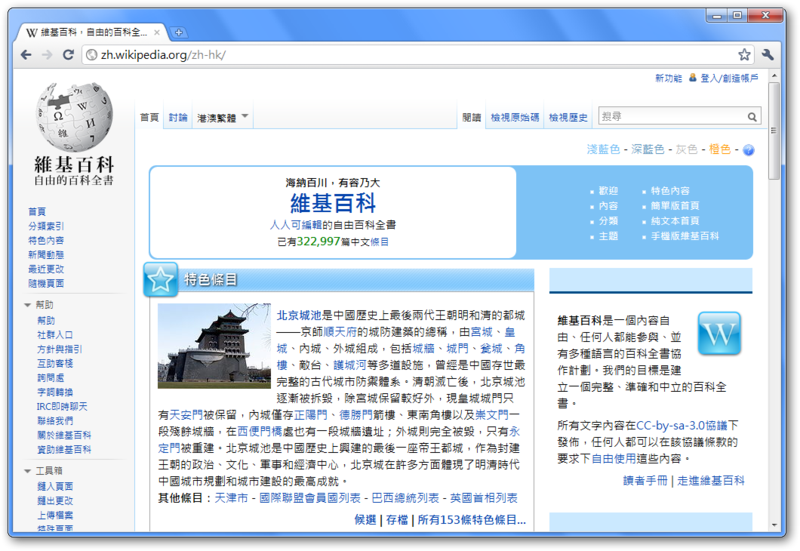 維基百科，自由的百科全...
zh.wikipedia.org/zh-hk/
新功能 登入/創造帳戶
首頁 討論 港澳繁體 閱讀 檢視原始碼 檢視歷史 搜尋
維基百科
自由的百科全書
淺藍色 - 深藍色 - 灰色 - 橙色 -
海納百川，有容乃大
維基百科
人人可編輯的自由百科全書
已有322,997篇中文條目
歡迎
內容
分類
主題
特色內容
簡單版首頁
純文本首頁
手機版維基百科
首頁
分類索引
特色內容
新聞動態
最近更改
隨機頁面
幫助
幫助
社群入口
方針與指引
互助客棧
詢問處
字詞轉換
IRC即時聊天
聯絡我們
關於維基百科
資助維基百科
工具箱
鏈入頁面
鏈出更改
上傳檔案
特殊頁面
特色條目
北京城池是中國歷史上最後兩代王朝明和清的都城
——京師順天府的城防建築的總稱，由宮城、皇
城、內城、外城組成，包括城牆、城門、甕城、角
樓、敵台、護城河等多道設施，曾經是中國存世最
完整的古代城市防禦體系。清朝滅亡後，北京城池
逐漸被拆毀，除宮城保留較好外，現皇城城門只
有天安門被保留，內城僅存正陽門、德勝門箭樓、東南角樓以及崇文門一
段殘餘城牆，在西便門橋處也有一段城牆遺址；外城則完全被毀，只有永
定門被重建。北京城池是中國歷史上興建的最後一座帝王都城，作為封建
王朝的政治、文化、軍事和經濟中心，北京城在許多方面體現了明清時代
中國城市規劃和城市建設的最高成就。
其他條目：天津市 - 國際聯盟會員國列表 - 巴西總統列表 - 英國首相列表
候選 | 存檔 | 所有153條特色條目...
維基百科是一個內容自
由、任何人都能參與、並
有多種語言的百科全書協
作計劃。我們的目標是建
立一個完整、準確和中立的百科全
書。
所有文字內容在CC-by-sa-3.0協議下
發佈，任何人都可以在該協議條款的
要求下自由使用這些內容。
讀者手冊 | 走進維基百科